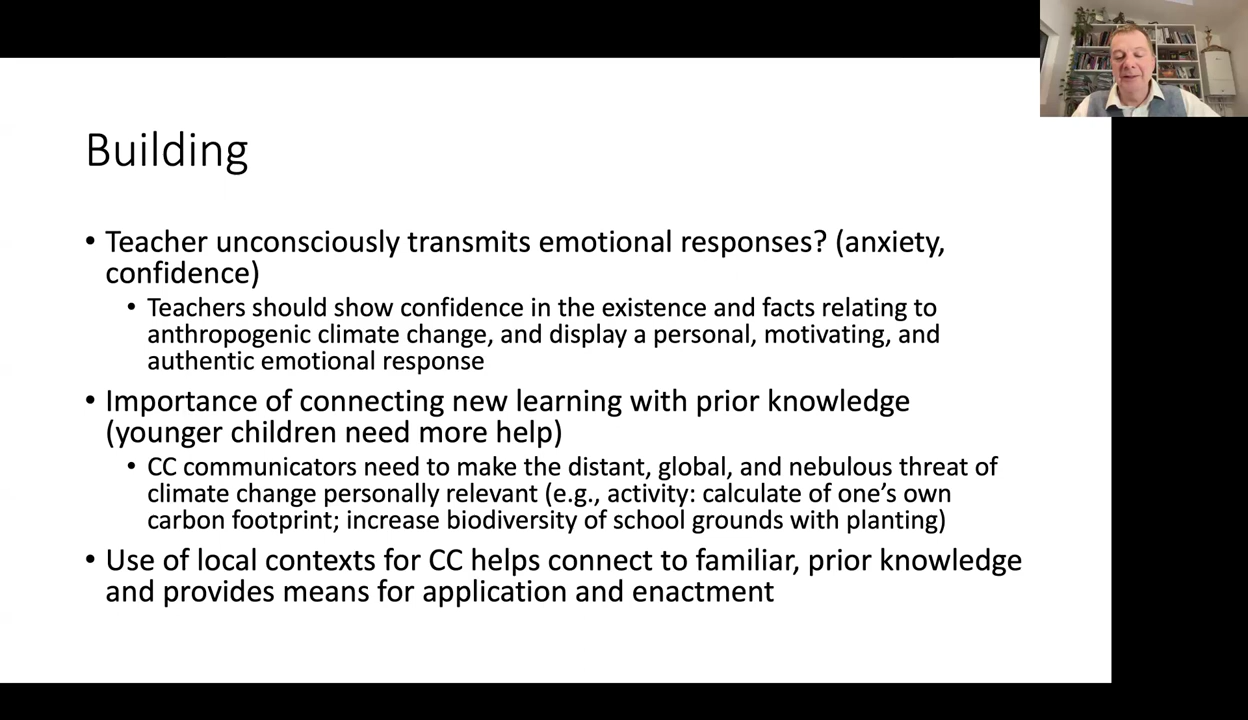 Building
• Teacher unconsciously transmits emotional responses? (anxiety,
confidence)
• Teachers should show confidence in the existence and facts relating to
anthropogenic climate change, and display a personal, motivating, and
authentic emotional response
• Importance of connecting new learning with prior knowledge
(younger children need more help)
• CC communicators need to make the distant, global, and nebulous threat of
climate change personally relevant (e.g., activity: calculate of one’s own
carbon footprint; increase biodiversity of school grounds with planting)
• Use of local contexts for CC helps connect to familiar, prior knowledge
and provides means for application and enactment